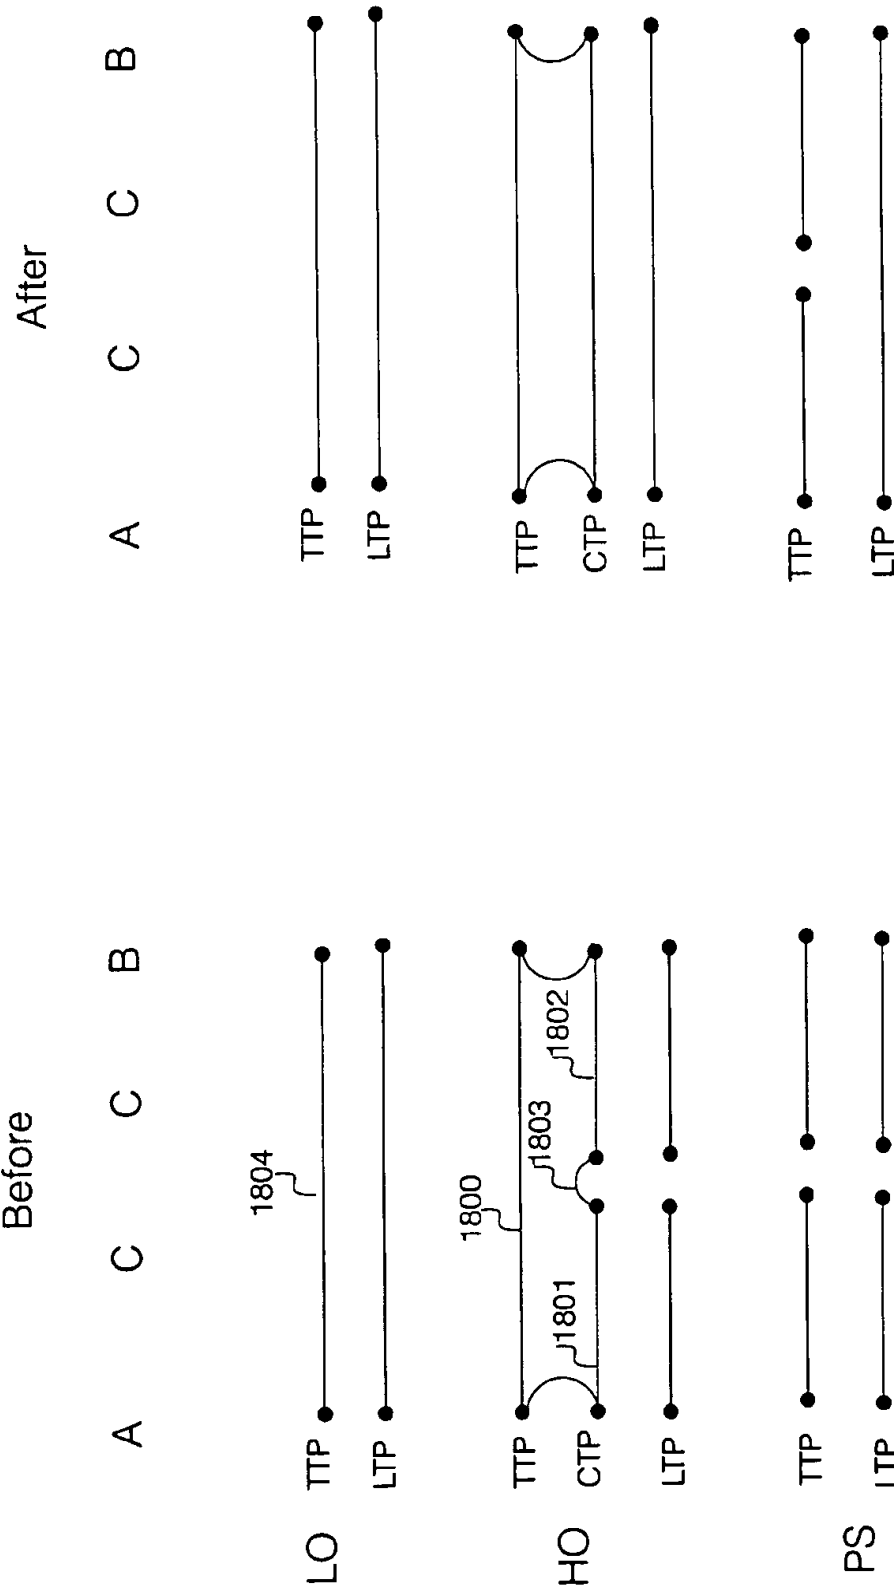 Before
After
A C C B
A C C B
1804
LO
TTP
TTP
LTP
LTP
1800
1803
1802
1801
HO
TTP
TTP
CTP
CTP
LTP
LTP
PS
TTP
TTP
LTP
LTP